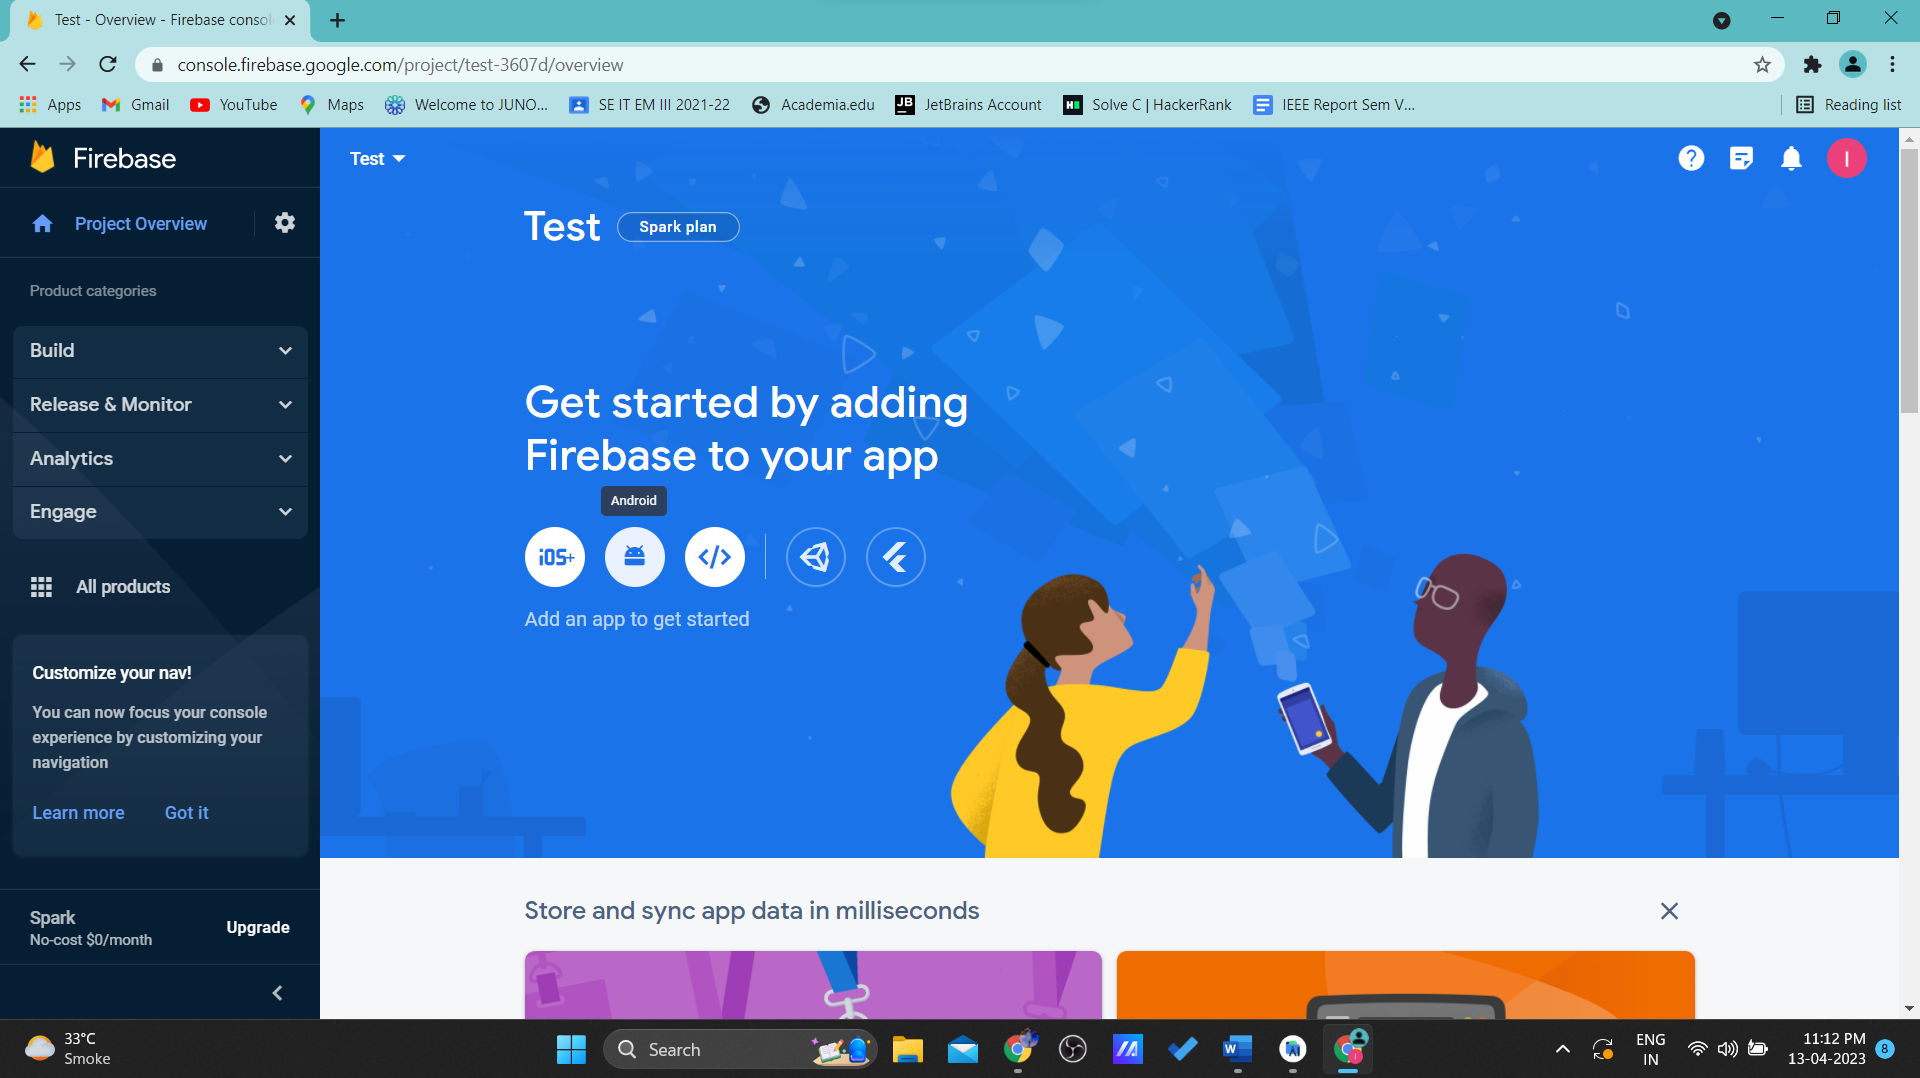 Test - Overview - Firebase consol
console.firebase.google.com/project/test-3607d/overview
Apps
Gmail
YouTube
Maps
Welcome to JUNO...
SE IT EM III 2021-22
Academia.edu
JB
JetBrains Account
H
Solve C | HackerRank
IEEE Report Sem V...
Reading list
Firebase
Test
?
I
Project Overview
Test
Spark plan
Product categories
Build
Release & Monitor
Analytics
Engage
Get started by adding
Firebase to your app
Android
iOS+
</>
Add an app to get started
All products
Customize your nav!
You can now focus your console
experience by customizing your
navigation
Learn more
Got it
Spark
No-cost $0/month
Upgrade
Store and sync app data in milliseconds
33°C
Smoke
Search
W
ENG
IN
11:12 PM
13-04-2023
8